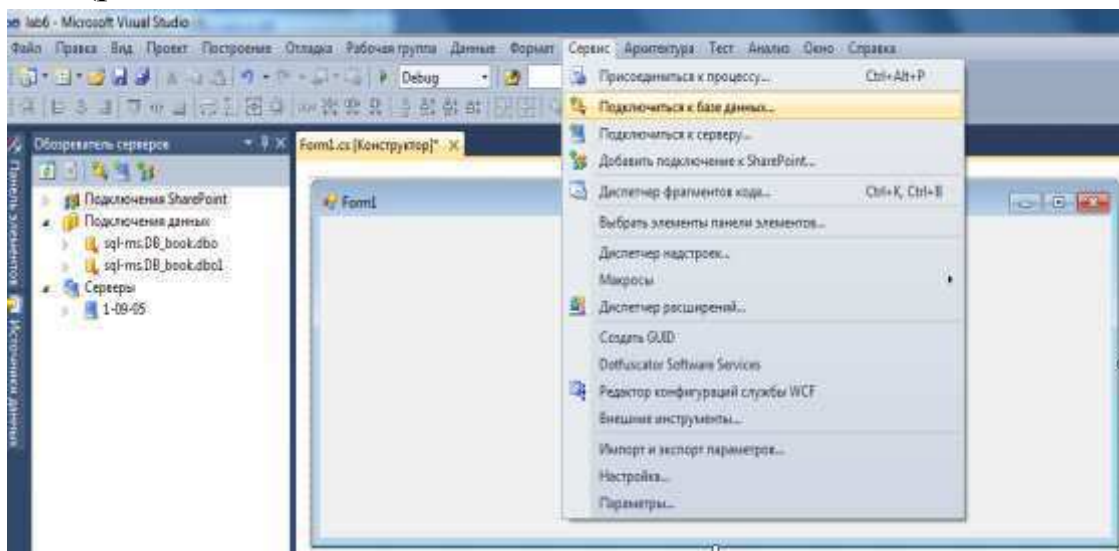 lab6 - Microsoft Visual Studio
Файл Правка Вид Проект Построение Отладка Рабочая группа Данные Формат Сервис Архитектура Тест Анализ Окно Справка
Debug
Присоединиться к процессу... Ctrl+Alt+P
Подключиться к базе данных...
Подключиться к серверу...
Добавить подключение к SharePoint...
Диспетчер фрагментов кода... Ctrl+K, Ctrl+B
Выбрать элементы панели элементов...
Диспетчер надстроек...
Макросы
Диспетчер расширений...
Создать GUID
Dotfuscator Software Services
Редактор конфигураций службы WCF
Внешние инструменты...
Импорт и экспорт параметров...
Настройка...
Параметры...
Обозреватель серверов
Подключения SharePoint
Подключения данных
sql-ms.DB_book.dbo
sql-ms.DB_book.dbo1
Серверы
1-09-05
Панель элементов
Источники данных
Form1.cs [Конструктор]*
Form1